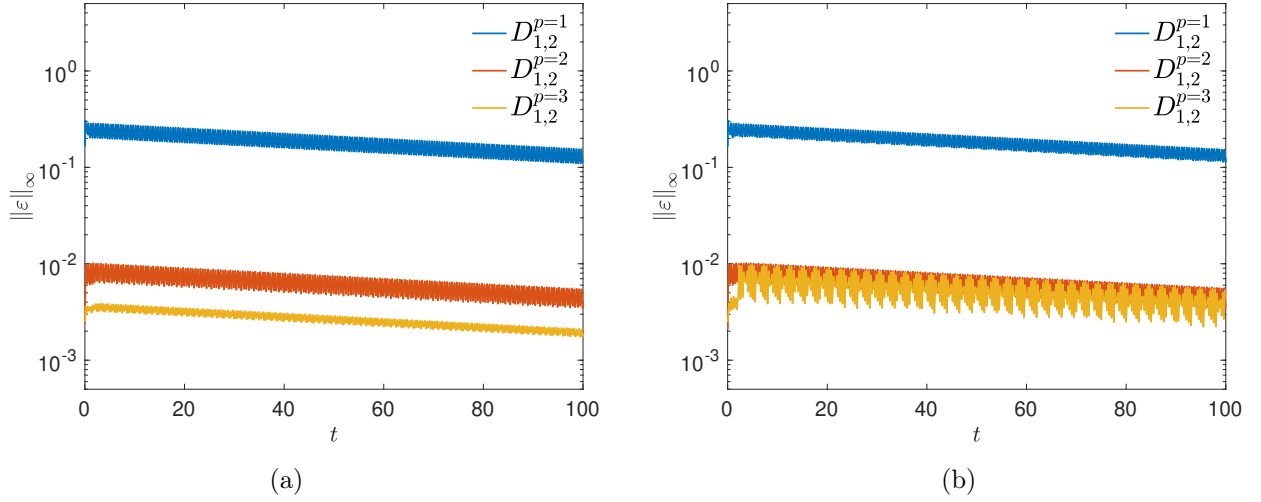 D_{1,2}^{p=1}
D_{1,2}^{p=2}
D_{1,2}^{p=3}
10^0
10^{-1}
10^{-2}
10^{-3}
||ε||_∞
0 20 40 60 80 100
t
(a)
D_{1,2}^{p=1}
D_{1,2}^{p=2}
D_{1,2}^{p=3}
10^0
10^{-1}
10^{-2}
10^{-3}
||ε||_∞
0 20 40 60 80 100
t
(b)